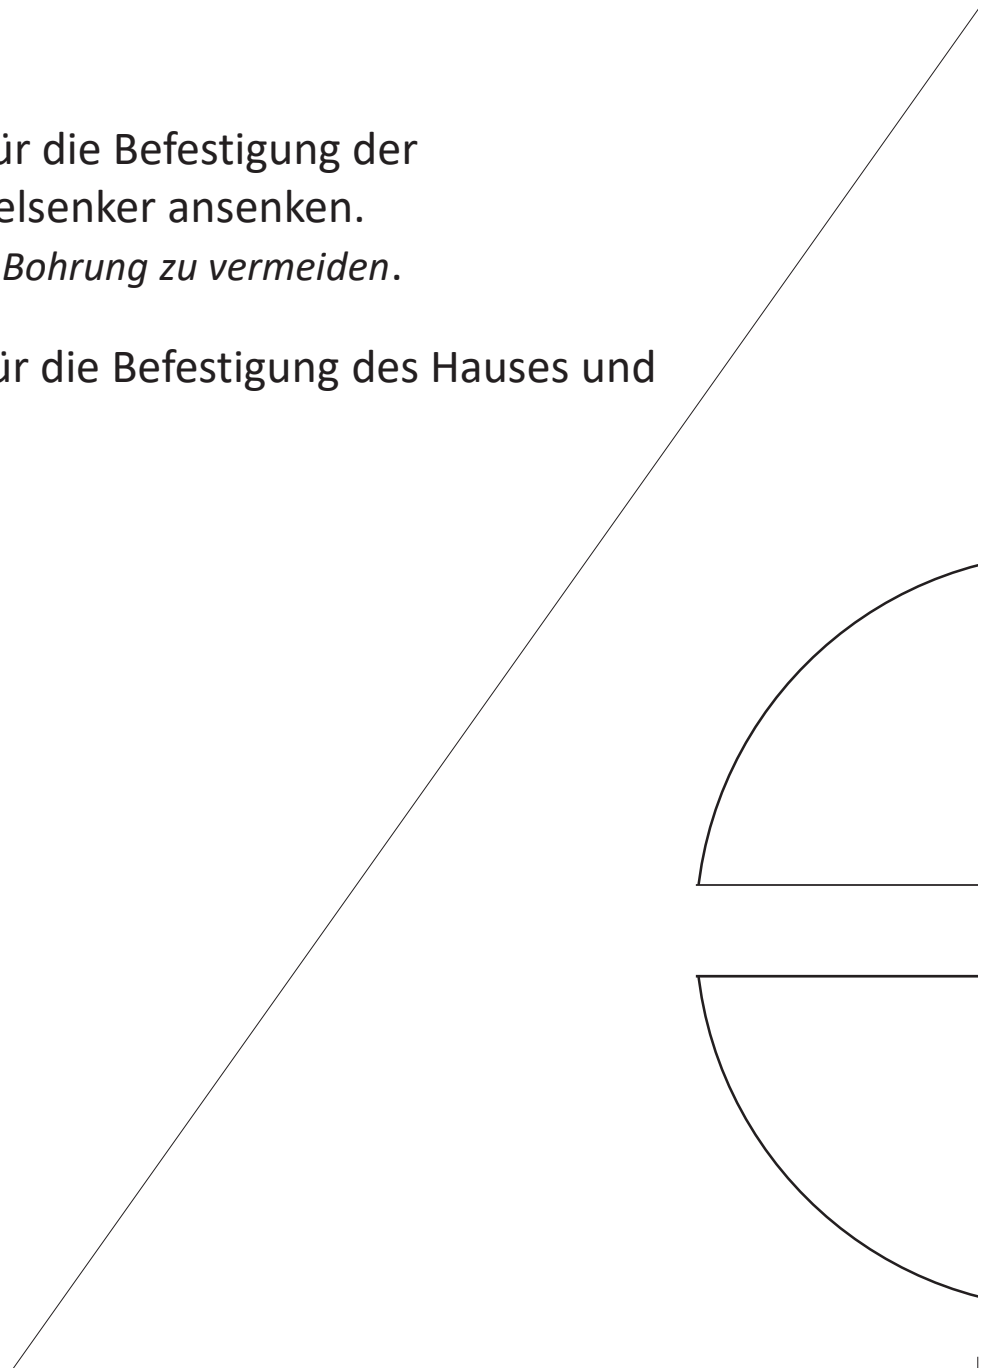 ür die Befestigung der
elsenker ansenken.
Bohrung zu vermeiden.
ür die Befestigung des Hauses und